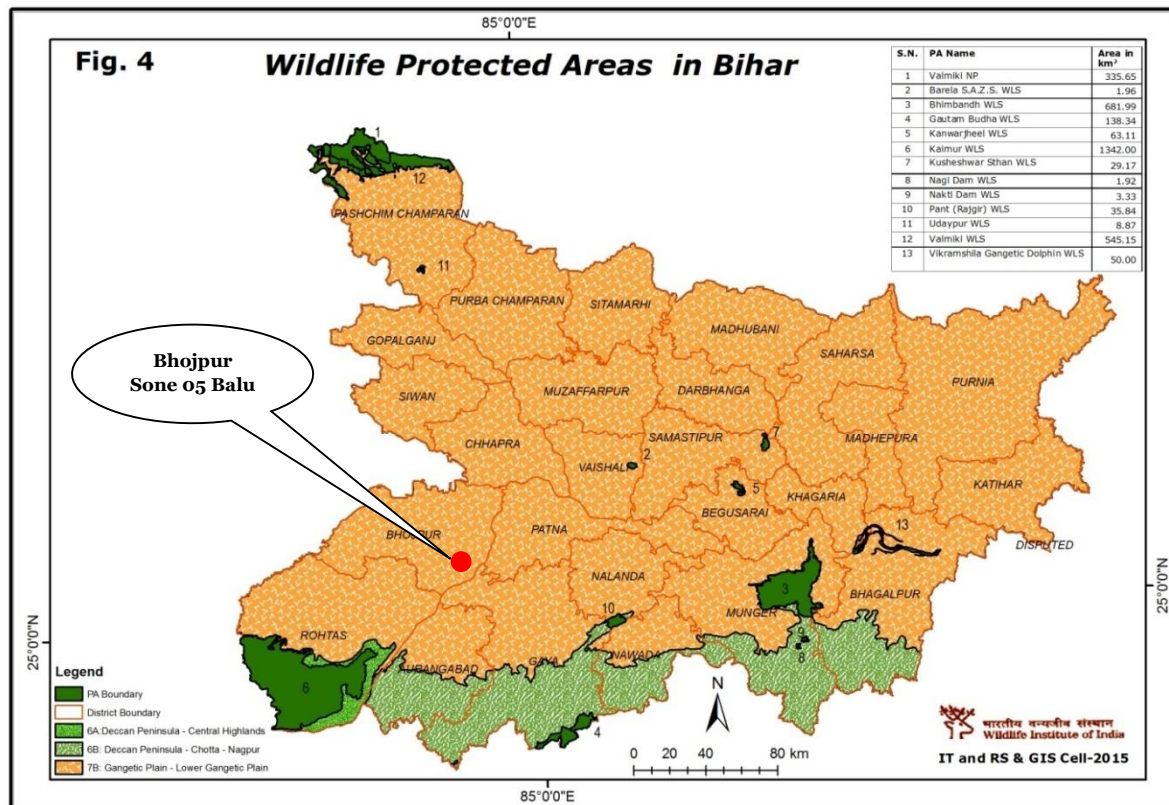 85°0'0"E
Fig. 4
Wildlife Protected Areas in Bihar
S.N. PA Name Area in km²
1 Valmiki NP 335.65
2 Barela S.A.Z.S. WLS 1.96
3 Bhimbandh WLS 681.99
4 Gautam Budha WLS 138.34
5 Kanwarjheel WLS 63.11
6 Kaimur WLS 1342.00
7 Kusheshwar Sthan WLS 29.17
8 Nagi Dam WLS 1.92
9 Nakti Dam WLS 3.33
10 Pant (Rajgir) WLS 35.84
11 Udaypur WLS 8.87
12 Valmiki WLS 545.15
13 Vikramshila Gangetic Dolphin WLS 50.00
1
12
PASHCHIM CHAMPARAN
11
PURBA CHAMPARAN
SITAMARHI
MADHUBANI
GOPALGANJ
SAHARSA
Bhojpur
Sone 05 Balu
PURNIA
SIWAN
MUZAFFARPUR
DARBHANGA
CHHAPRA
SAMASTIPUR
7
MADHEPURA
VAISHALI
2
5
KHAGARIA
KATIHAR
BEGUSARAI
13
BHOJPUR
PATNA
DISPUTED
NALANDA
3
BHAGALPUR
10
MUNGER
25°0'0"N
25°0'0"N
ROHTAS
9
NAWADA
8
GAYA
AURANGABAD
6
4
Legend
PA Boundary
District Boundary
6A:Deccan Peninsula - Central Highlands
6B: Deccan Peninsula - Chotta - Nagpur
7B: Gangetic Plain - Lower Gangetic Plain
N
0 20 40 80 km
भारतीय वन्यजीव संस्थान
Wildlife Institute of India
IT and RS & GIS Cell-2015
85°0'0"E